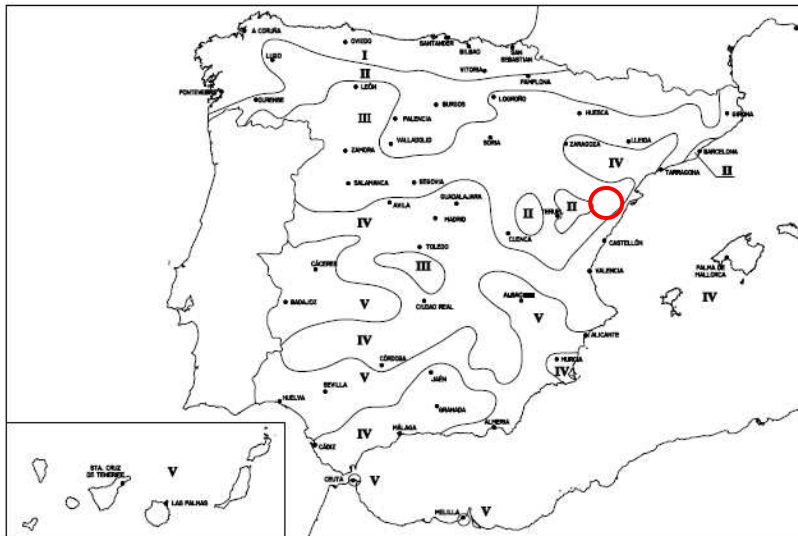 A CORUÑA
OVIEDO
SANTANDER
BILBAO
SAN
SEBASTIAN
LUGO
I
VITORIA
PAMPLONA
II
PONTEVEDRA
OURENSE
LEÓN
BURGOS
LOGROÑO
HUESCA
GIRONA
III
PALENCIA
VALLADOLID
SORIA
ZARAGOZA
LLEIDA
BARCELONA
ZAMORA
IV
TARRAGONA
II
SALAMANCA
SEGOVIA
AVILA
GUADALAJARA
IV
MADRID
II
TERUEL
II
CUENCA
TOLEDO
CASTELLÓN
CÁCERES
III
VALENCIA
PALMA DE
MALLORCA
IV
BADAJOZ
V
CIUDAD REAL
V
IV
ALICANTE
CÓRDOBA
MURCIA
IV
V
JAÉN
SEVILLA
HUELVA
GRANADA
IV
MÁLAGA
ALMERIA
CÁDIZ
STA. CRUZ
DE TENERIFE
V
LAS PALMAS
CEUTA
V
MELILLA
V